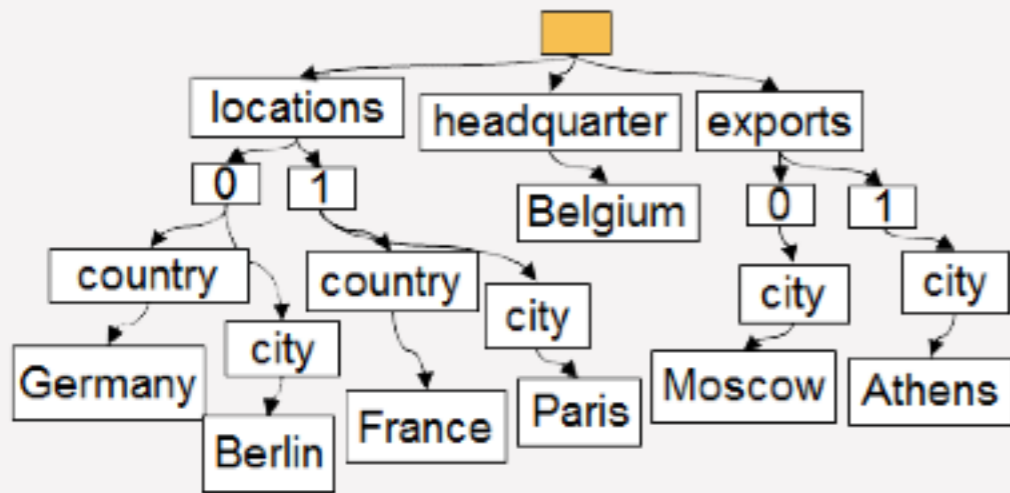 locations
headquarter
exports
0
1
Belgium
0
1
country
country
city
city
city
city
Germany
Berlin
France
Paris
Moscow
Athens